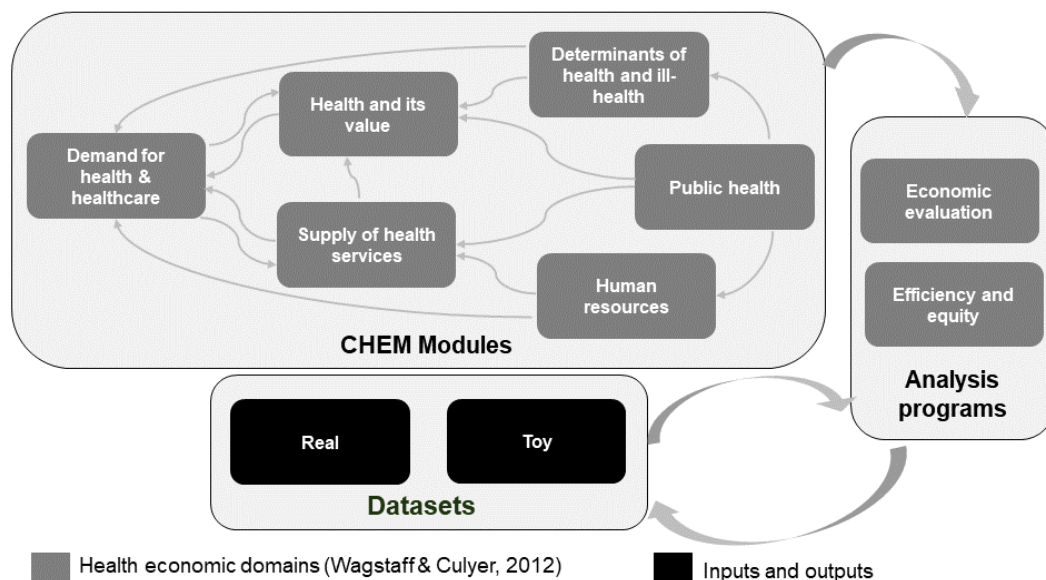 Determinants of
health and ill-
health
Health and its
value
Demand for
health &
healthcare
Public health
Supply of health
services
Human
resources
CHEM Modules
Economic
evaluation
Efficiency and
equity
Analysis
programs
Real
Toy
Datasets
Health economic domains (Wagstaff & Culyer, 2012)
Inputs and outputs